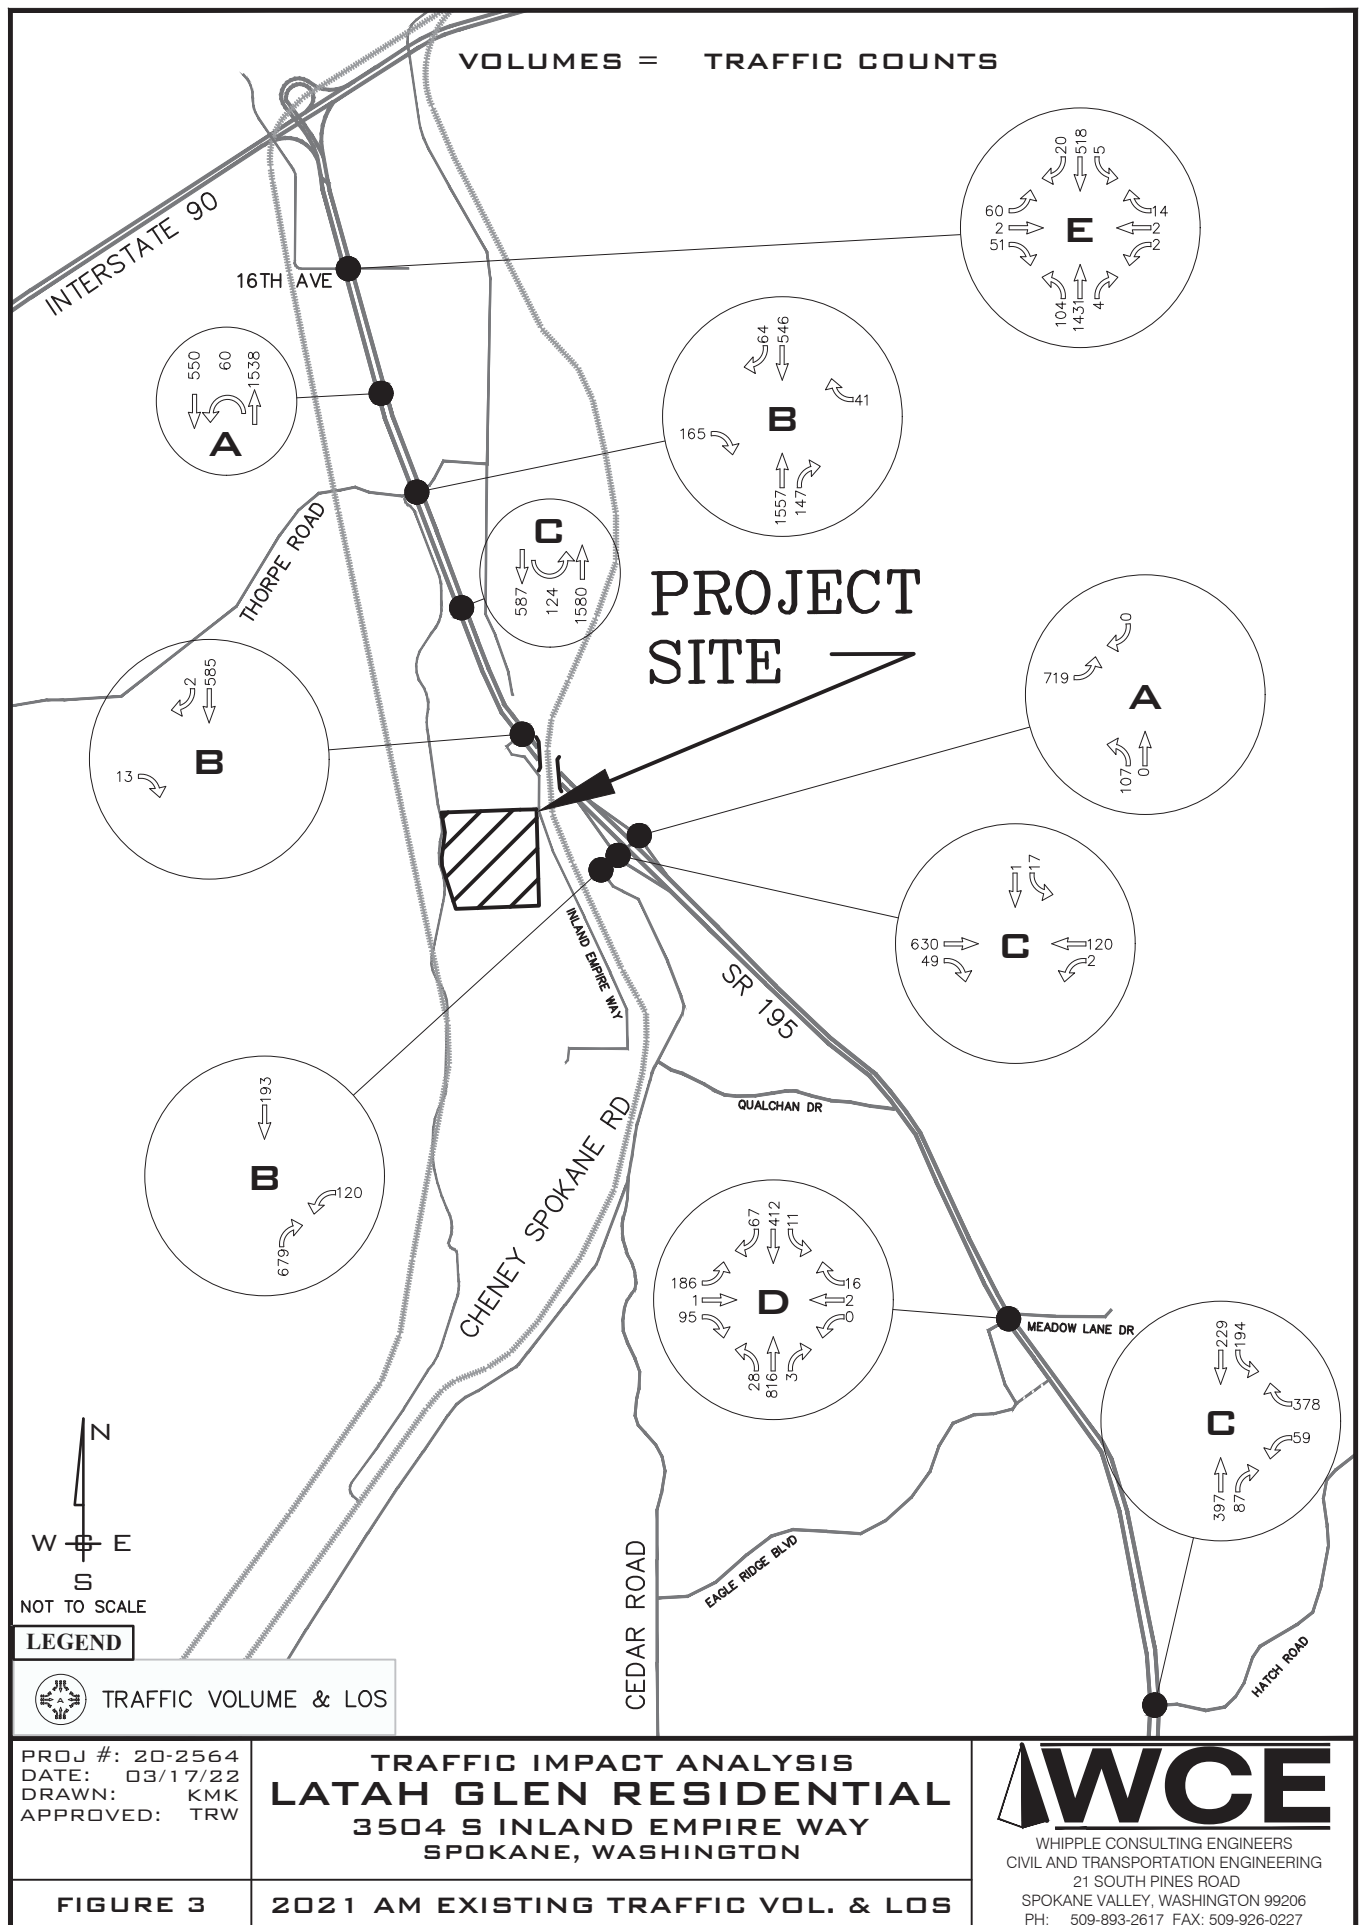 VOLUMES = TRAFFIC COUNTS
INTERSTATE 90
16TH AVE
20
518
5
60
2
51
E
14
2
2
104
1431
4
550
60
1538
A
64
546
B
41
165
1557
147
THORPE ROAD
C
587
124
1580
PROJECT
SITE
0
719
A
107
0
2
585
13
B
1
17
630
49
C
120
2
INLAND EMPIRE WAY
SR 195
193
B
120
679
QUALCHAN DR
CHENEY SPOKANE RD
67
412
11
186
1
95
D
16
2
0
28
816
3
MEADOW LANE DR
229
194
C
378
59
397
87
N
W E
S
NOT TO SCALE
CEDAR ROAD
EAGLE RIDGE BLVD
HATCH ROAD
LEGEND
A
TRAFFIC VOLUME & LOS
PROJ #: 20-2564
DATE: 03/17/22
DRAWN: KMK
APPROVED: TRW
FIGURE 3
TRAFFIC IMPACT ANALYSIS
LATAH GLEN RESIDENTIAL
3504 S INLAND EMPIRE WAY
SPOKANE, WASHINGTON
2021 AM EXISTING TRAFFIC VOL. & LOS
WCE
WHIPPLE CONSULTING ENGINEERS
CIVIL AND TRANSPORTATION ENGINEERING
21 SOUTH PINES ROAD
SPOKANE VALLEY, WASHINGTON 99206
PH: 509-893-2617 FAX: 509-926-0227